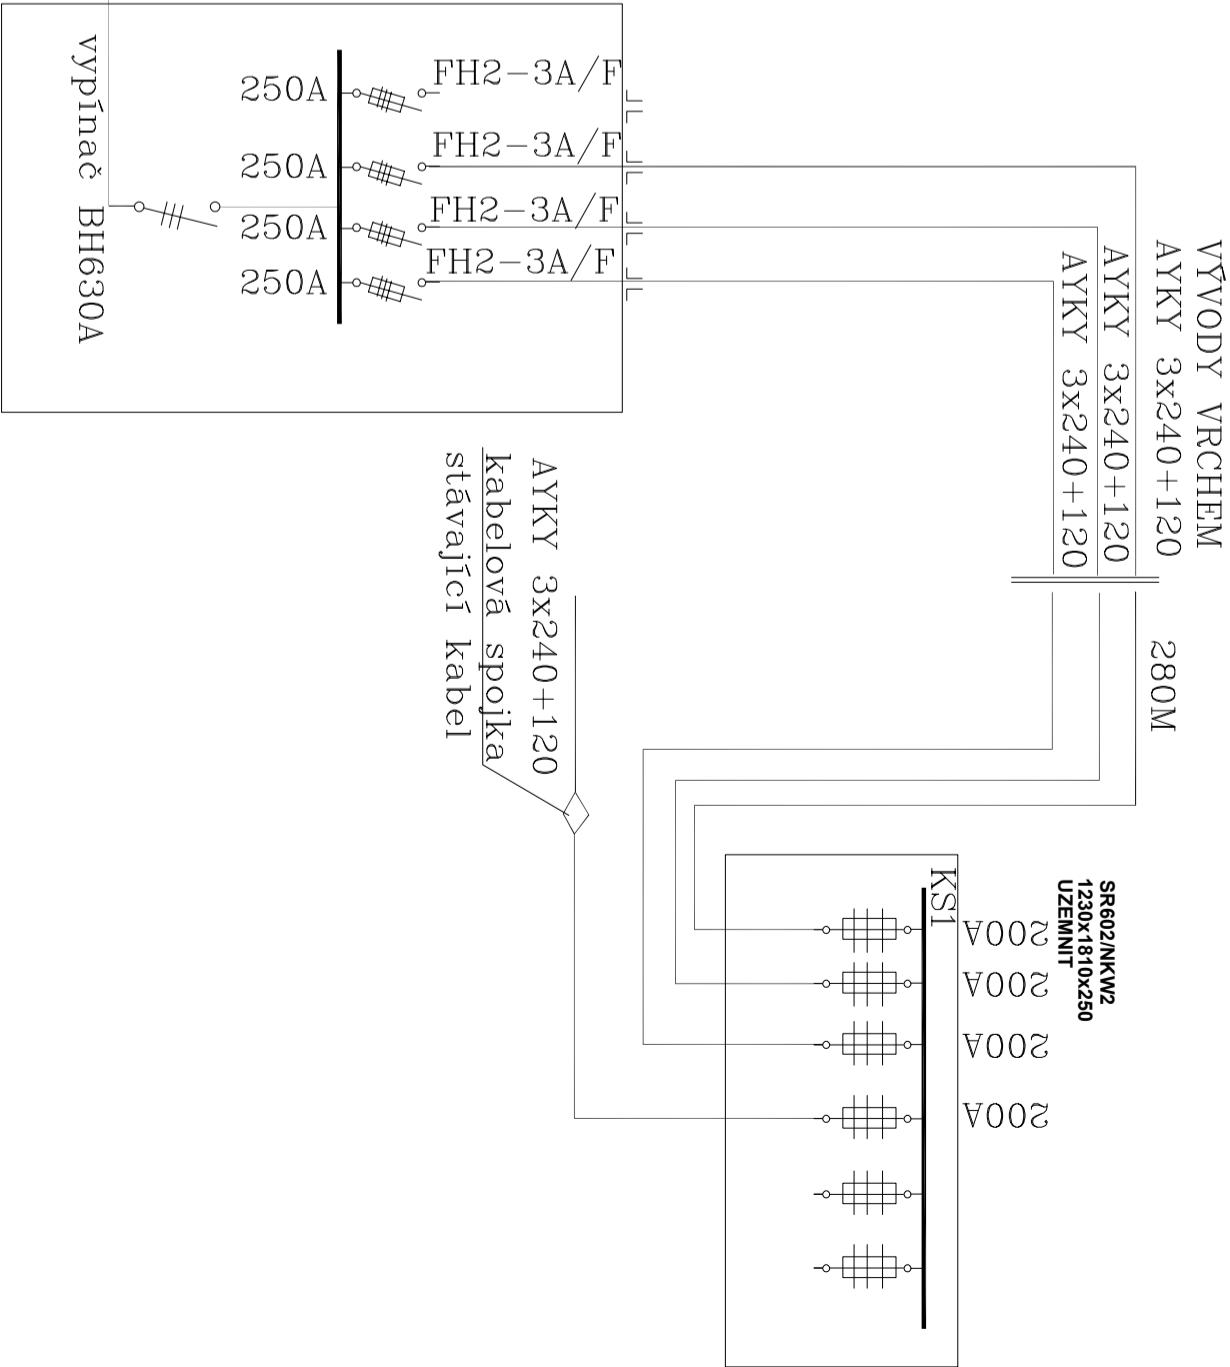 vypínač BH630A
250A
FH2-3A/F
250A
FH2-3A/F
250A
FH2-3A/F
250A
FH2-3A/F
VÝVODY VRCHEM
AYKY 3x240+120
AYKY 3x240+120
AYKY 3x240+120
280M
AYKY 3x240+120
kabelová spojka
stávající kabel
KS1
SR602/NKW2
1230x1810x250
UZEMNIT
200A
200A
200A
200A